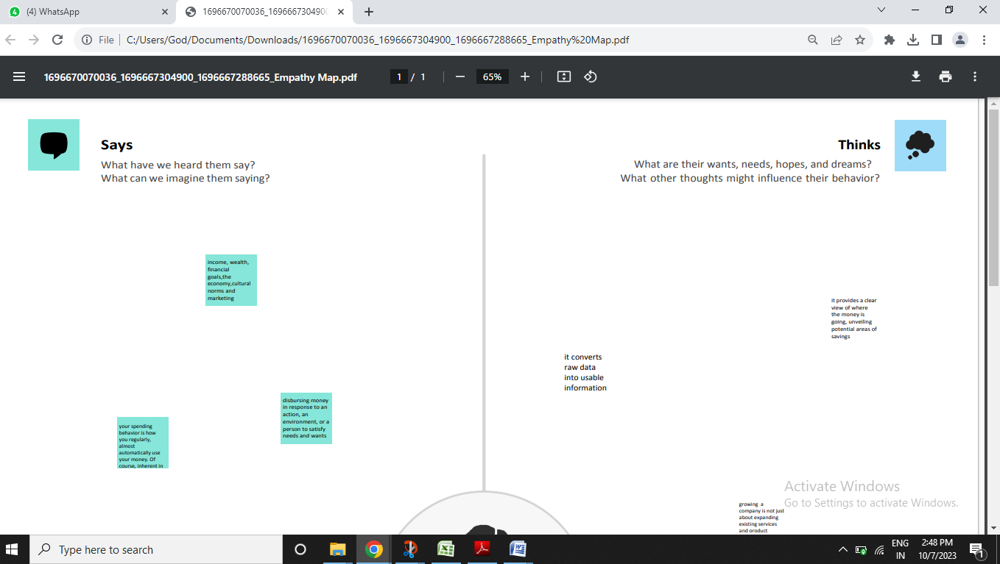 4
(4) WhatsApp
1696670070036_1696667304900
File
C:/Users/God/Documents/Downloads/1696670070036_1696667304900_1696667288665_Empathy%20Map.pdf
1696670070036_1696667304900_1696667288665_Empathy Map.pdf
1 / 1
65%
Says
What have we heard them say?
What can we imagine them saying?
Thinks
What are their wants, needs, hopes, and dreams?
What other thoughts might influence their behavior?
income, wealth,
financial
goals,the
economy,cultural
norms and
marketing
disbursing money
in response to an
action, an
environment, or a
person to satisfy
needs and wants
your spending
behavior is how
you regularly,
almost
automatically use
your money. Of
course, inherent in
it provides a clear
view of where
the money is
going, unveiling
potential areas of
savings
it converts
raw data
into usable
information
growing a
company is not just
about expanding
existing services
and product
Activate Windows
Go to Settings to activate Windows.
Type here to search
ENG
IN
2:48 PM
10/7/2023
1